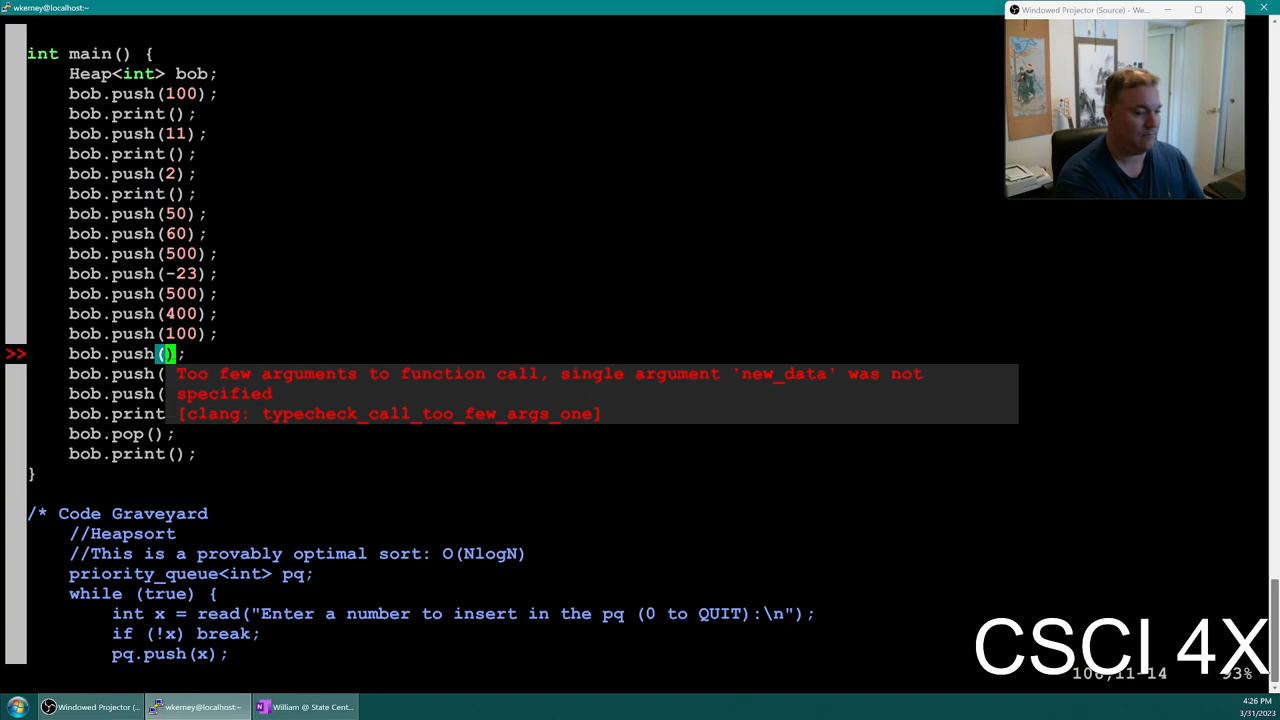 wkerney@localhost:~
Windowed Projector (Source) - We...
int main() {
Heap<int> bob;
bob.push(100);
bob.print();
bob.push(11);
bob.print();
bob.push(2);
bob.print();
bob.push(50);
bob.push(60);
bob.push(500);
bob.push(-23);
bob.push(500);
bob.push(400);
bob.push(100);
>> bob.push();
bob.push( Too few arguments to function call, single argument 'new_data' was not
bob.push( specified
bob.print [clang: typecheck_call_too_few_args_one]
bob.pop();
bob.print();
}
/* Code Graveyard
//Heapsort
//This is a provably optimal sort: O(NlogN)
priority_queue<int> pq;
while (true) {
int x = read("Enter a number to insert in the pq (0 to QUIT):\n");
if (!x) break;
pq.push(x);
CSCI 4X
93%
Windowed Projector (...
wkerney@localhost:~
William @ State Cent...
4:26 PM
3/31/2023